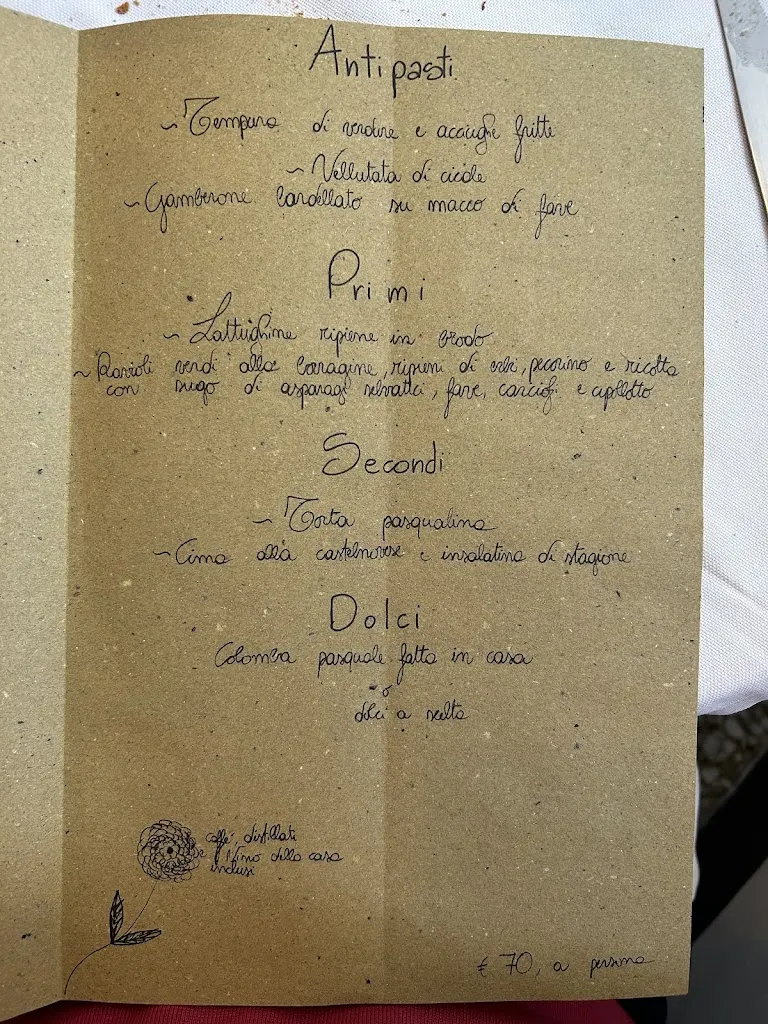 Antipasti
~ Tempura di verdure e acciughe fritte
~ Vellutata di cicale
~ Gamberone lardellato su macco di fave
Primi
~ Lattughine ripiene in brodo
~ Ravioli verdi alla borragine, ripieni di erbe, pecorino e ricotta
con sugo di asparagi selvatici, fave, carciofi e cipollotto
Secondi
~ Torta pasqualina
~ Cima alla castelnovese e insalatina di stagione
Dolci
Colomba pasquale fatta in casa
o
dolci a scelta
caffè, distillati
e vino della casa
inclusi
€ 70, a persona